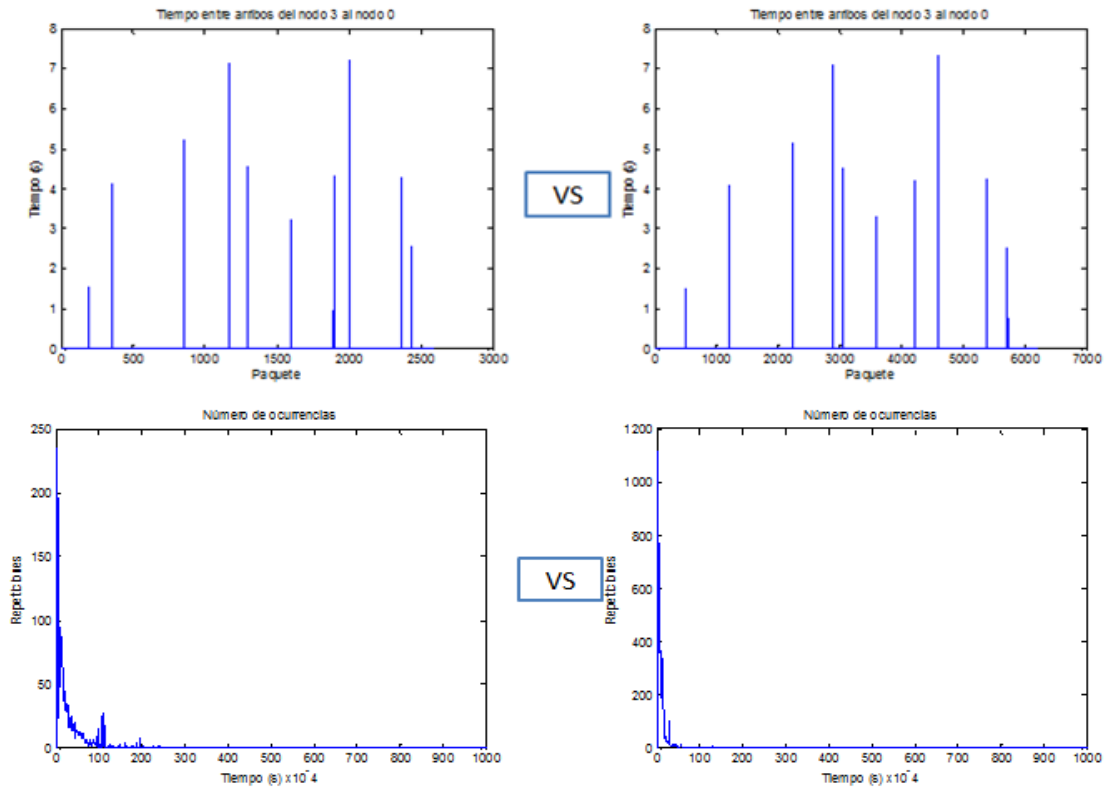 Tiempo entre arribos del nodo 3 al nodo 0
8
7
6
5
4
3
2
1
0
Tiempo (s)
0 500 1000 1500 2000 2500 3000
Paquete
VS
Tiempo entre arribos del nodo 3 al nodo 0
8
7
6
5
4
3
2
1
0
Tiempo (s)
0 1000 2000 3000 4000 5000 6000 7000
Paquete
Número de ocurrencias
250
200
150
100
50
0
Repeticiones
0 100 200 300 400 500 600 700 800 900 1000
Tiempo (s) x10^-4
VS
Número de ocurrencias
1200
1000
800
600
400
200
0
Repeticiones
0 100 200 300 400 500 600 700 800 900 1000
Tiempo (s) x10^-4